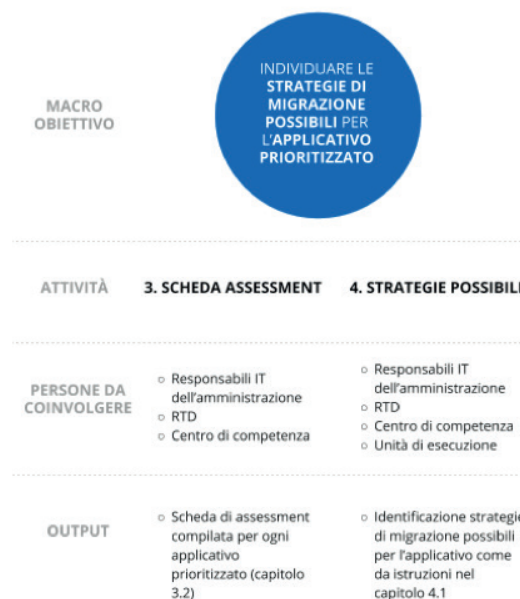 INDIVIDUARE LE
STRATEGIE DI
MIGRAZIONE
POSSIBILI PER
L'APPLICATIVO
PRIORITIZZATO
MACRO
OBIETTIVO
ATTIVITÀ
3. SCHEDA ASSESSMENT
4. STRATEGIE POSSIBILI
PERSONE DA
COINVOLGERE
○ Responsabili IT
dell'amministrazione
○ RTD
○ Centro di competenza
○ Responsabili IT
dell'amministrazione
○ RTD
○ Centro di competenza
○ Unità di esecuzione
OUTPUT
○ Scheda di assessment
compilata per ogni
applicativo
prioritizzato (capitolo
3.2)
○ Identificazione strategie
di migrazione possibili
per l'applicativo come
da istruzioni nel
capitolo 4.1